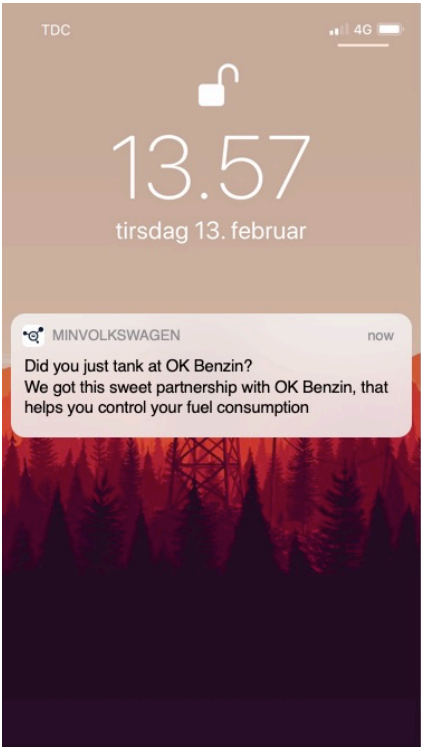 TDC 4G
13.57
tirsdag 13. februar
MINVOLKSWAGEN now
Did you just tank at OK Benzin?
We got this sweet partnership with OK Benzin, that
helps you control your fuel consumption